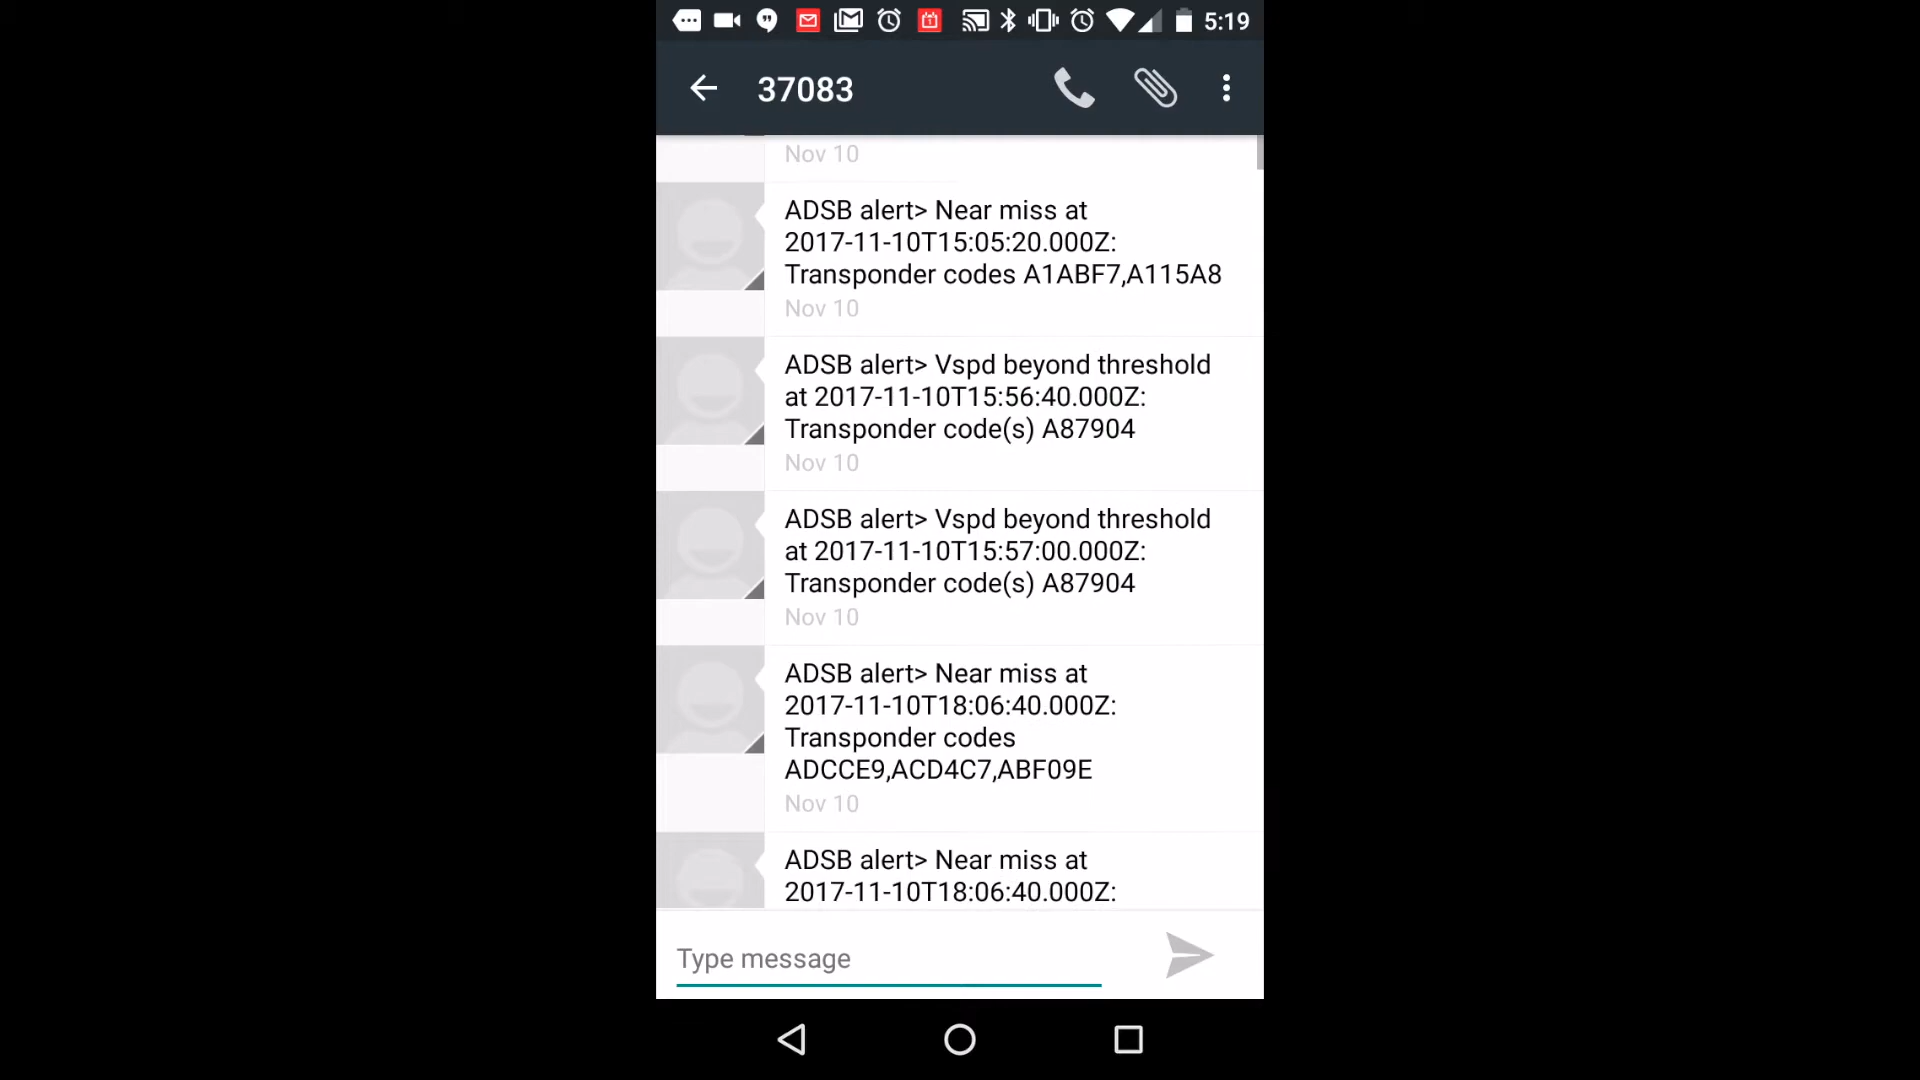 5:19
37083
Nov 10
ADSB alert> Near miss at
2017-11-10T15:05:20.000Z:
Transponder codes A1ABF7,A115A8
Nov 10
ADSB alert> Vspd beyond threshold
at 2017-11-10T15:56:40.000Z:
Transponder code(s) A87904
Nov 10
ADSB alert> Vspd beyond threshold
at 2017-11-10T15:57:00.000Z:
Transponder code(s) A87904
Nov 10
ADSB alert> Near miss at
2017-11-10T18:06:40.000Z:
Transponder codes
ADCCE9,ACD4C7,ABF09E
Nov 10
ADSB alert> Near miss at
2017-11-10T18:06:40.000Z:
Type message